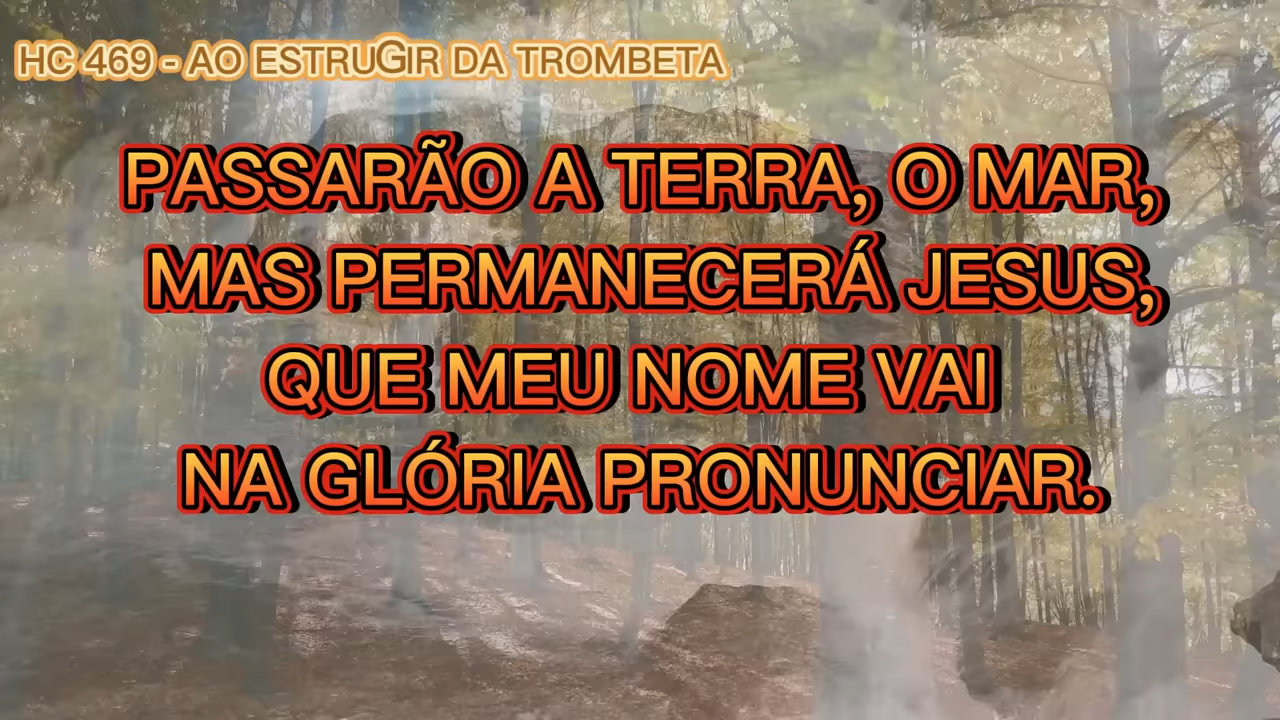 HC 469 - AO ESTRUGIR DA TROMBETA
PASSARÃO A TERRA, O MAR,
MAS PERMANECERÁ JESUS,
QUE MEU NOME VAI
NA GLÓRIA PRONUNCIAR.